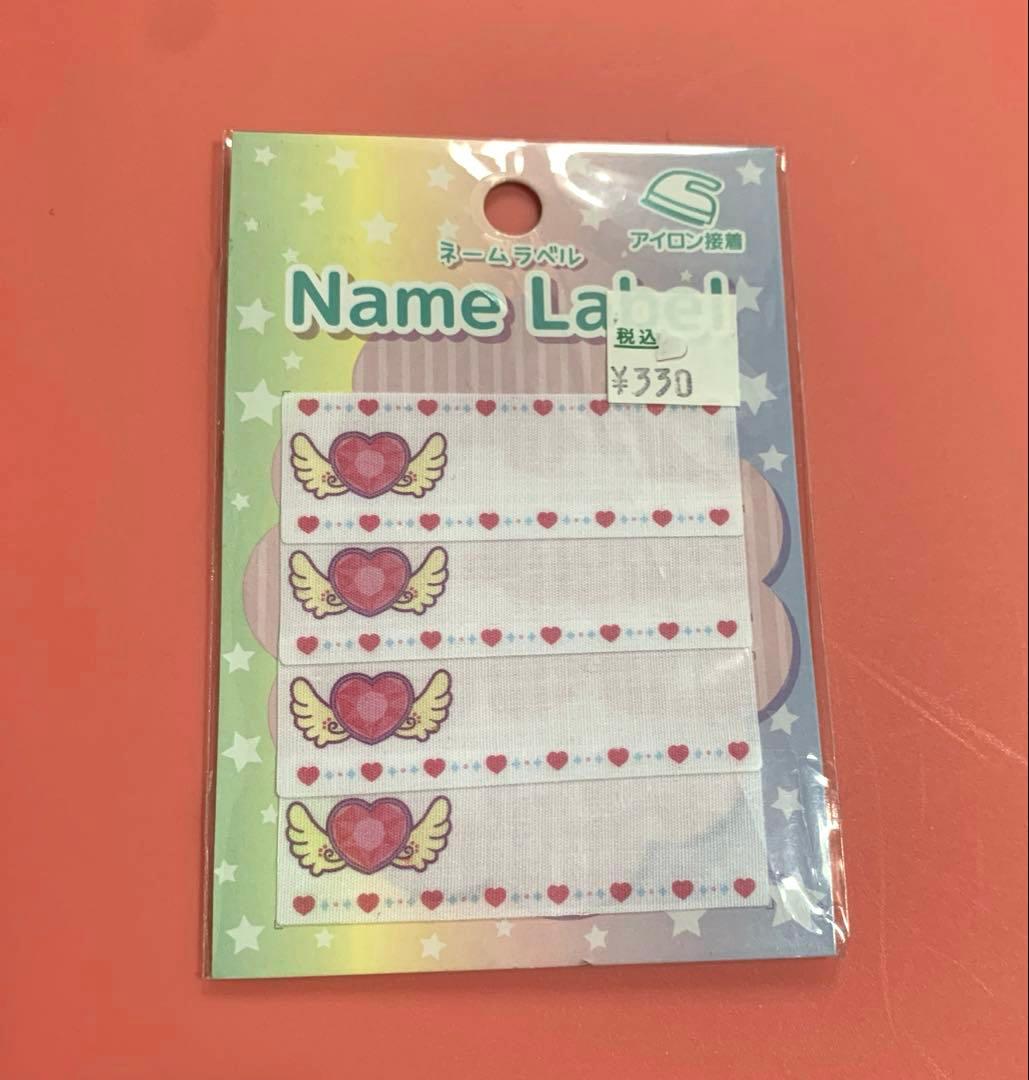 アイロン接着
ネームラベル
Name Label
税込
¥330